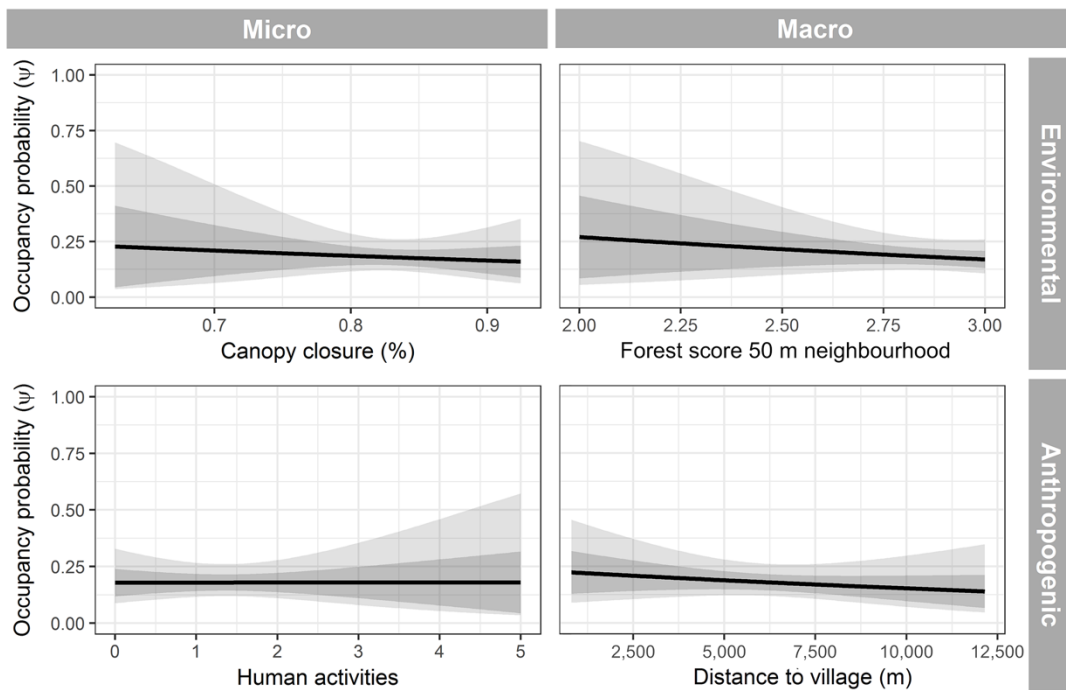 Micro
Macro
Occupancy probability (ψ)
1.00
0.75
0.50
0.25
0.00
0.7
0.8
0.9
Canopy closure (%)
2.00
2.25
2.50
2.75
3.00
Forest score 50 m neighbourhood
Environmental
Occupancy probability (ψ)
1.00
0.75
0.50
0.25
0.00
0
1
2
3
4
5
Human activities
2,500
5,000
7,500
10,000
12,500
Distance to village (m)
Anthropogenic